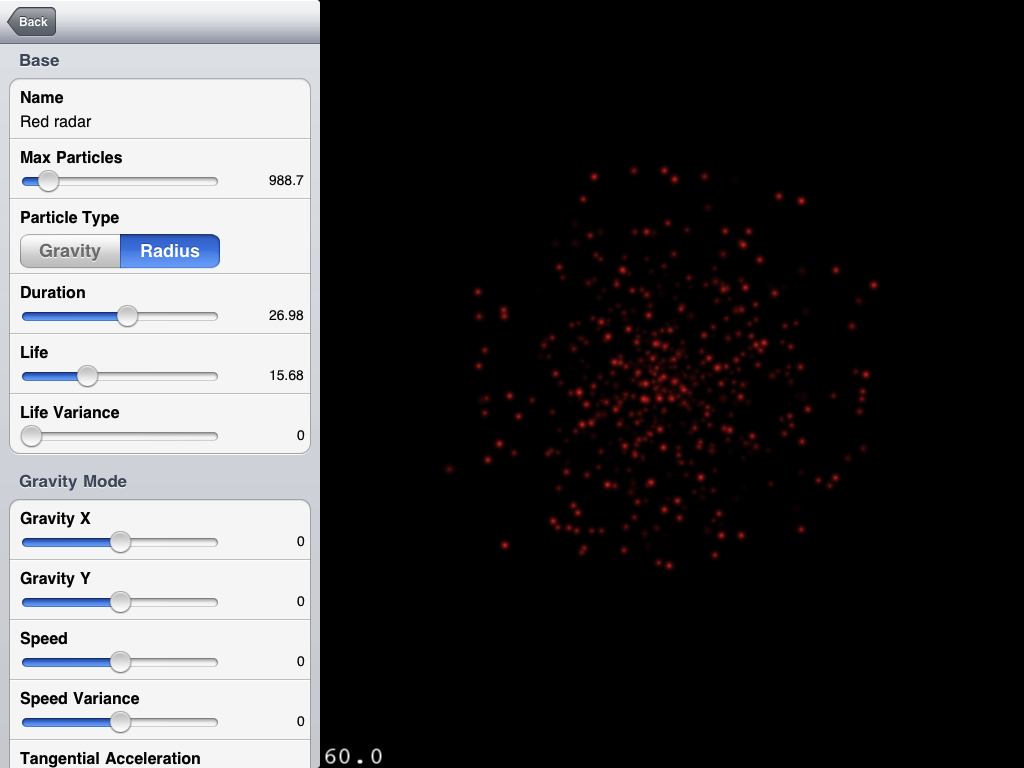 Back
Base
Name
Red radar
Max Particles
988.7
Particle Type
Gravity Radius
Duration
26.98
Life
15.68
Life Variance
0
Gravity Mode
Gravity X
0
Gravity Y
0
Speed
0
Speed Variance
0
Tangential Acceleration
60.0